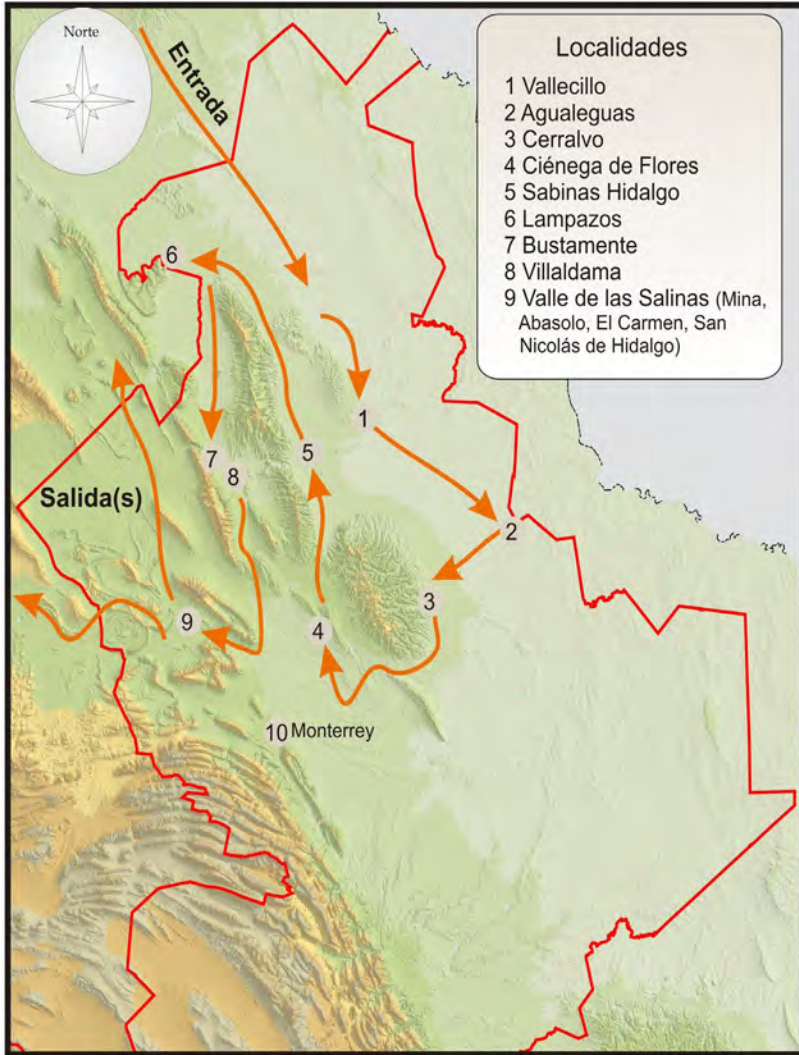 Norte
Entrada
Localidades
1 Vallecillo
2 Agualeguas
3 Cerralvo
4 Ciénega de Flores
5 Sabinas Hidalgo
6 Lampazos
7 Bustamente
8 Villaldama
9 Valle de las Salinas (Mina,
Abasolo, El Carmen, San
Nicolás de Hidalgo)
6
1
5
7
8
Salida(s)
2
3
9
4
10 Monterrey